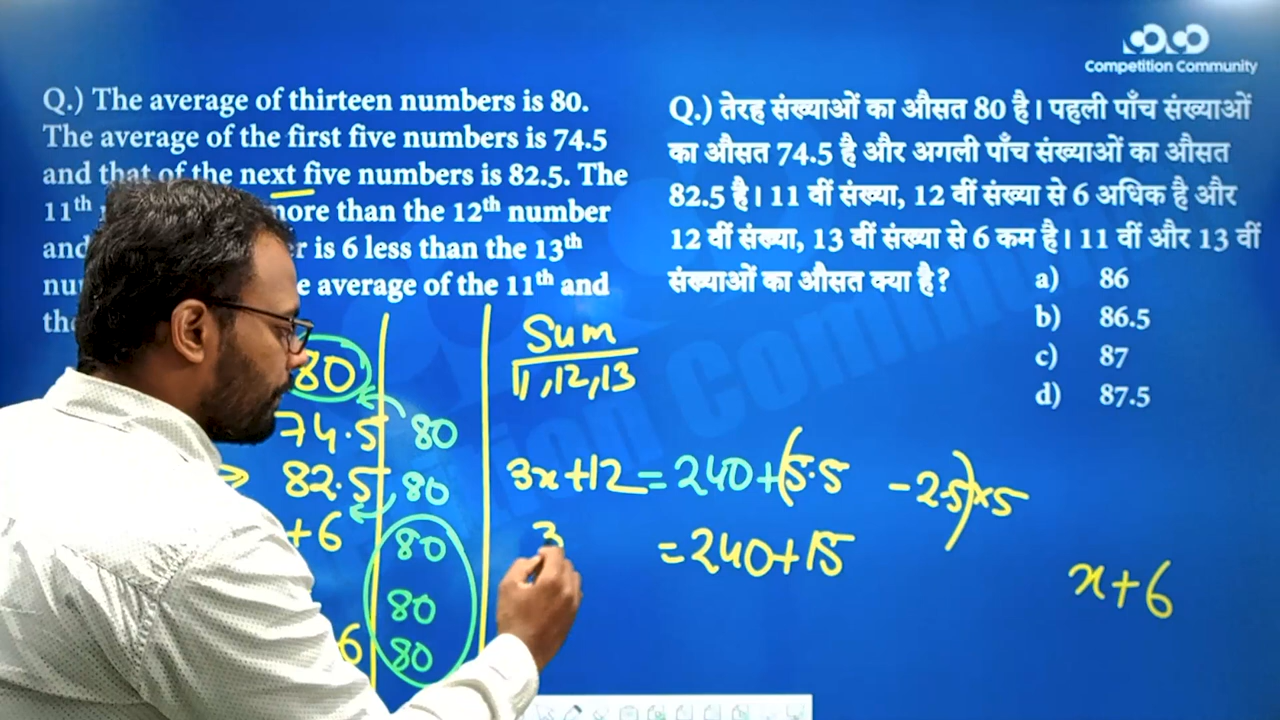 Competition Community
Q.) The average of thirteen numbers is 80.
The average of the first five numbers is 74.5
and that of the next five numbers is 82.5. The
11th more than the 12th number
and is 6 less than the 13th
average of the 11th and
Q.) तेरह संख्याओं का औसत 80 है। पहली पाँच संख्याओं
का औसत 74.5 है और अगली पाँच संख्याओं का औसत
82.5 है। 11 वीं संख्या, 12 वीं संख्या से 6 अधिक है और
12 वीं संख्या, 13 वीं संख्या से 6 कम है। 11 वीं और 13 वीं
संख्याओं का औसत क्या है?
a) 86
b) 86.5
c) 87
d) 87.5
80
74.5 80
82.5 80
+6 80
80
6 80
Sum
11,12,13
3x+12=240+(5.5 -2.5)×5
3 =240+15
x+6